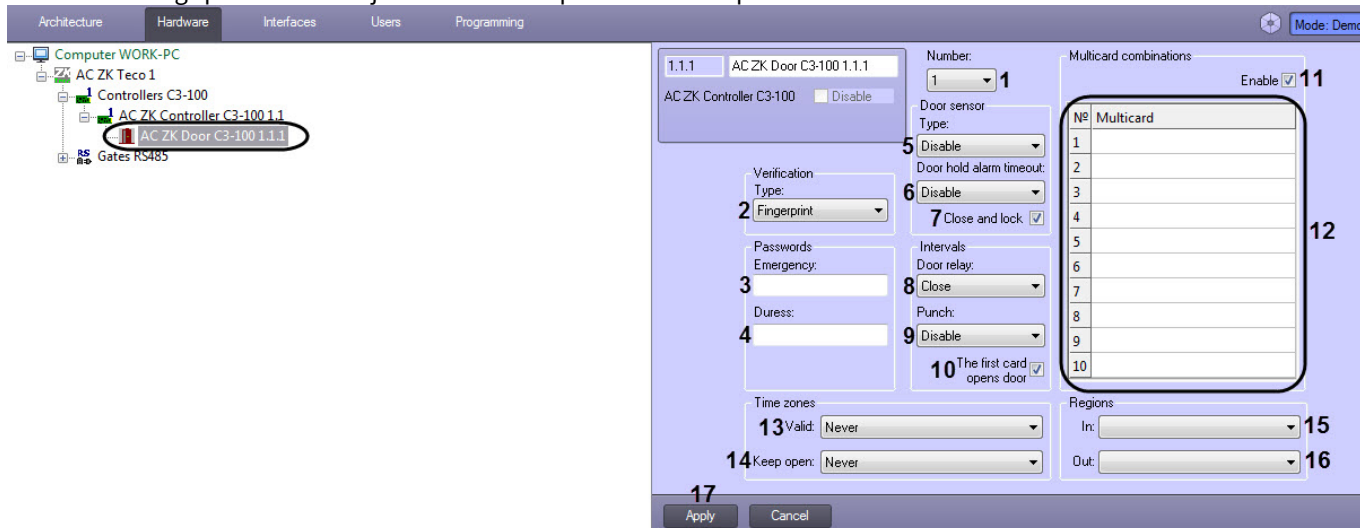 Architecture Hardware Interfaces Users Programming Mode: Demo
Computer WORK-PC
AC ZK Teco 1
Controllers C3-100
AC ZK Controller C3-100 1.1
AC ZK Door C3-100 1.1.1
Gates RS485
1.1.1 AC ZK Door C3-100 1.1.1
AC ZK Controller C3-100 Disable
Number:
1 1
Door sensor
Type:
5 Disable
Door hold alarm timeout:
6 Disable
7 Close and lock
Verification
Type:
2 Fingerprint
Passwords
Emergency:
3
Duress:
4
Intervals
Door relay:
8 Close
Punch:
9 Disable
10 The first card
opens door
Multicard combinations
Enable 11
№ Multicard
1
2
3
4
5
6
7
8
9
10
12
Time zones
13 Valid: Never
14 Keep open: Never
Regions
In: 15
Out: 16
17
Apply Cancel